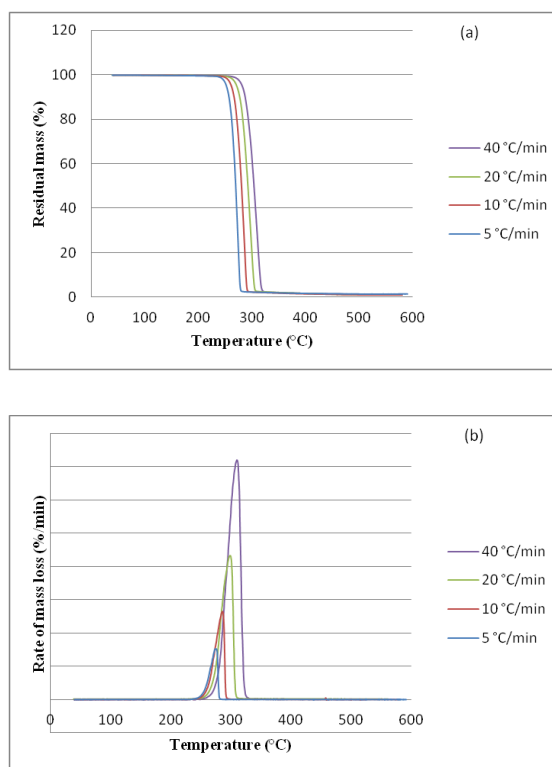 (a)
120
100
80
60
40
20
0
Residual mass (%)
0 100 200 300 400 500 600
Temperature (°C)
40 °C/min
20 °C/min
10 °C/min
5 °C/min
(b)
Rate of mass loss (%/min)
0 100 200 300 400 500 600
Temperature (°C)
40 °C/min
20 °C/min
10 °C/min
5 °C/min